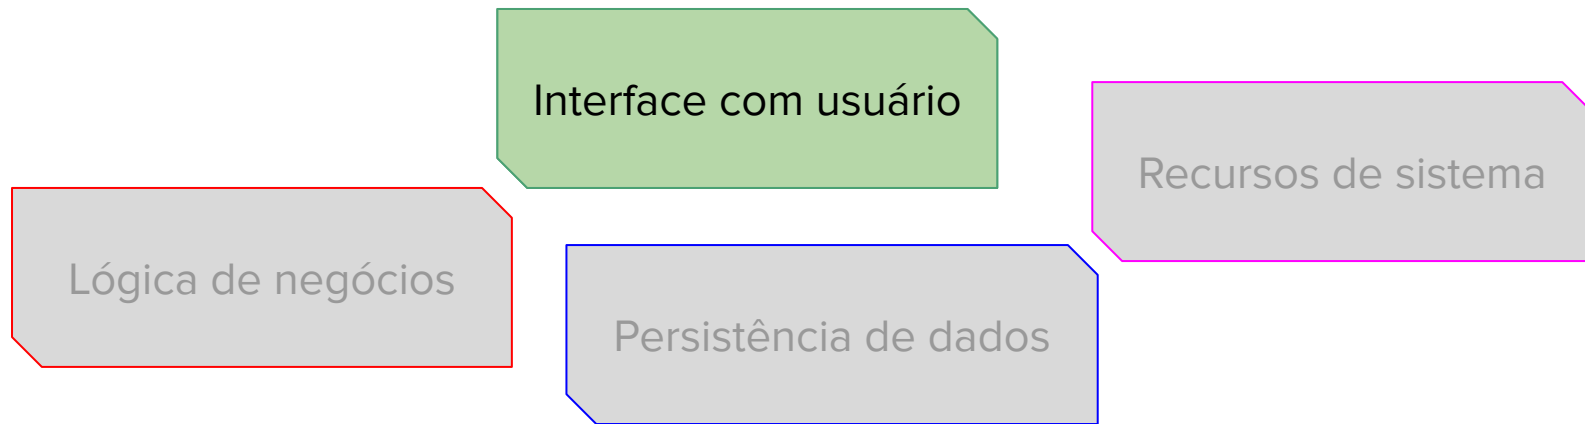 Interface com usuário
Recursos de sistema
Lógica de negócios
Persistência de dados